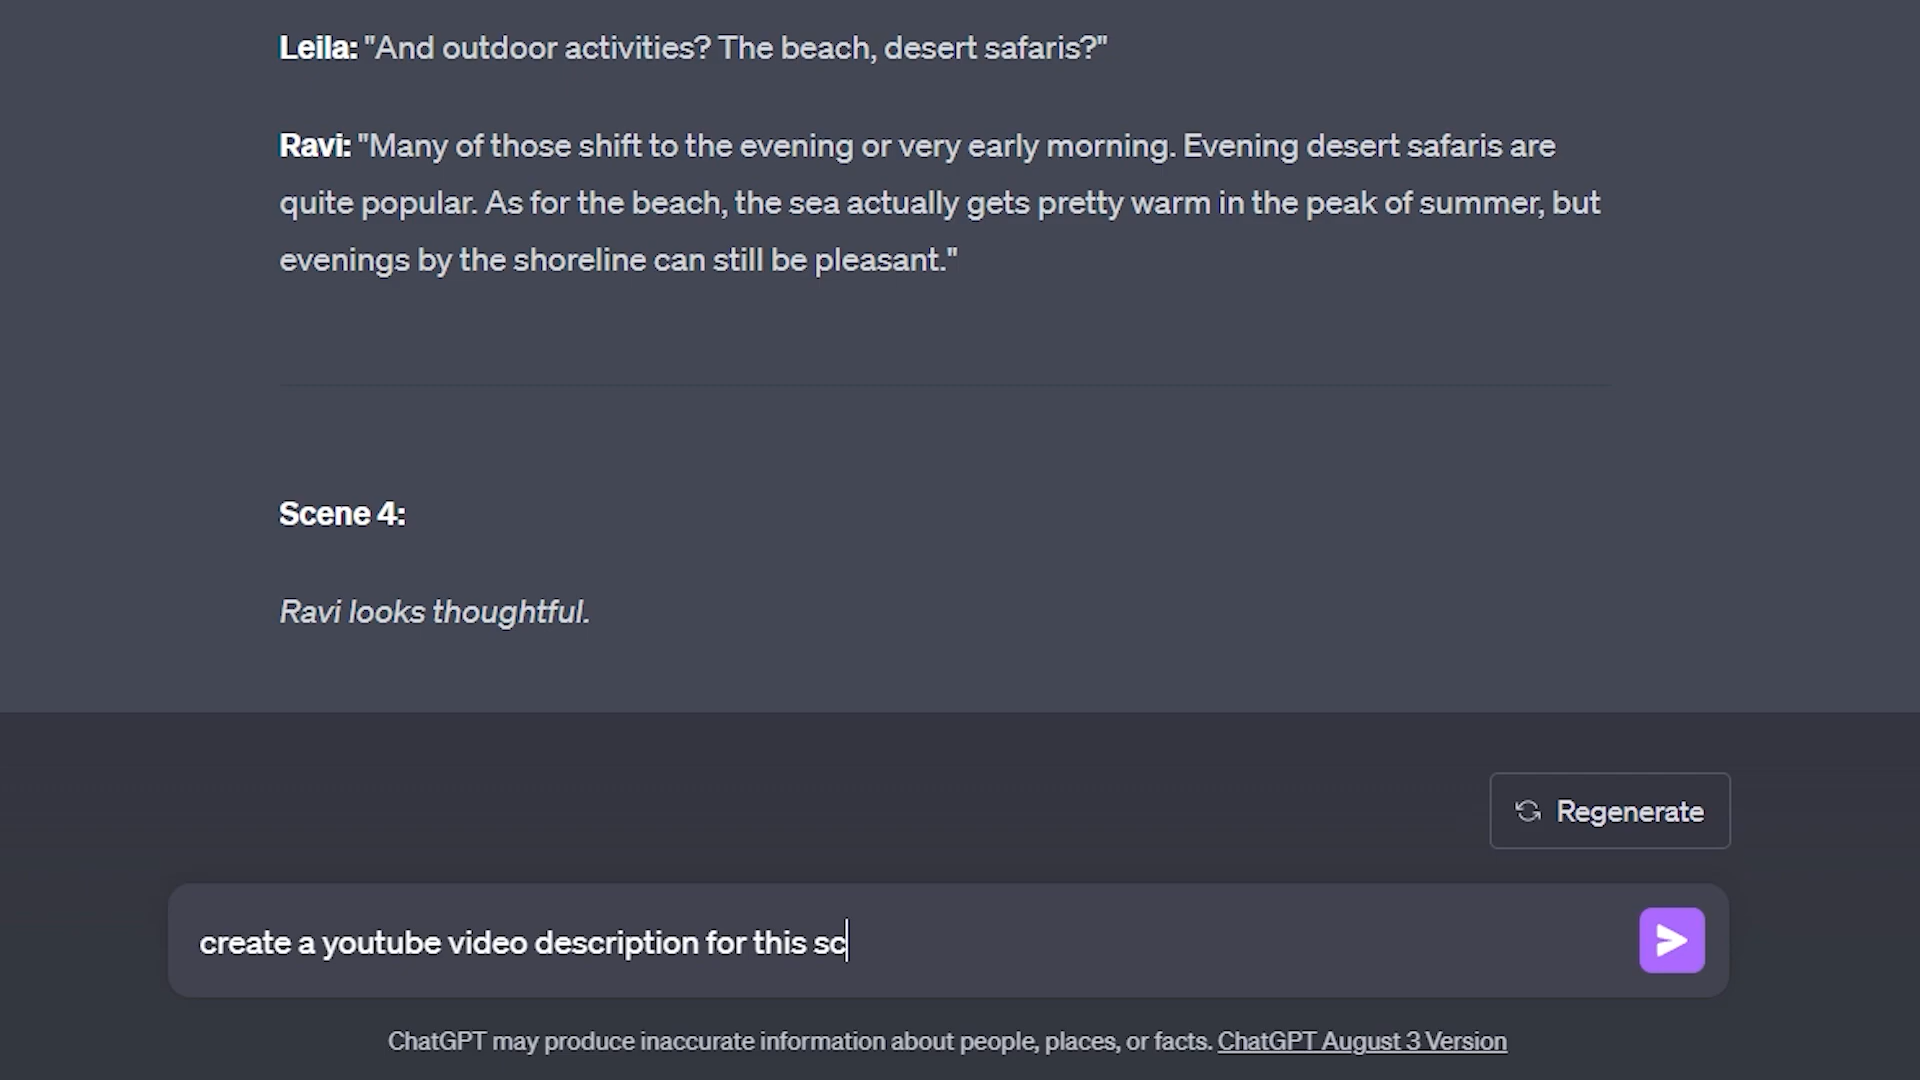 Leila: "And outdoor activities? The beach, desert safaris?"
Ravi: "Many of those shift to the evening or very early morning. Evening desert safaris are
quite popular. As for the beach, the sea actually gets pretty warm in the peak of summer, but
evenings by the shoreline can still be pleasant."
Scene 4:
Ravi looks thoughtful.
Regenerate
create a youtube video description for this sc
ChatGPT may produce inaccurate information about people, places, or facts. ChatGPT August 3 Version